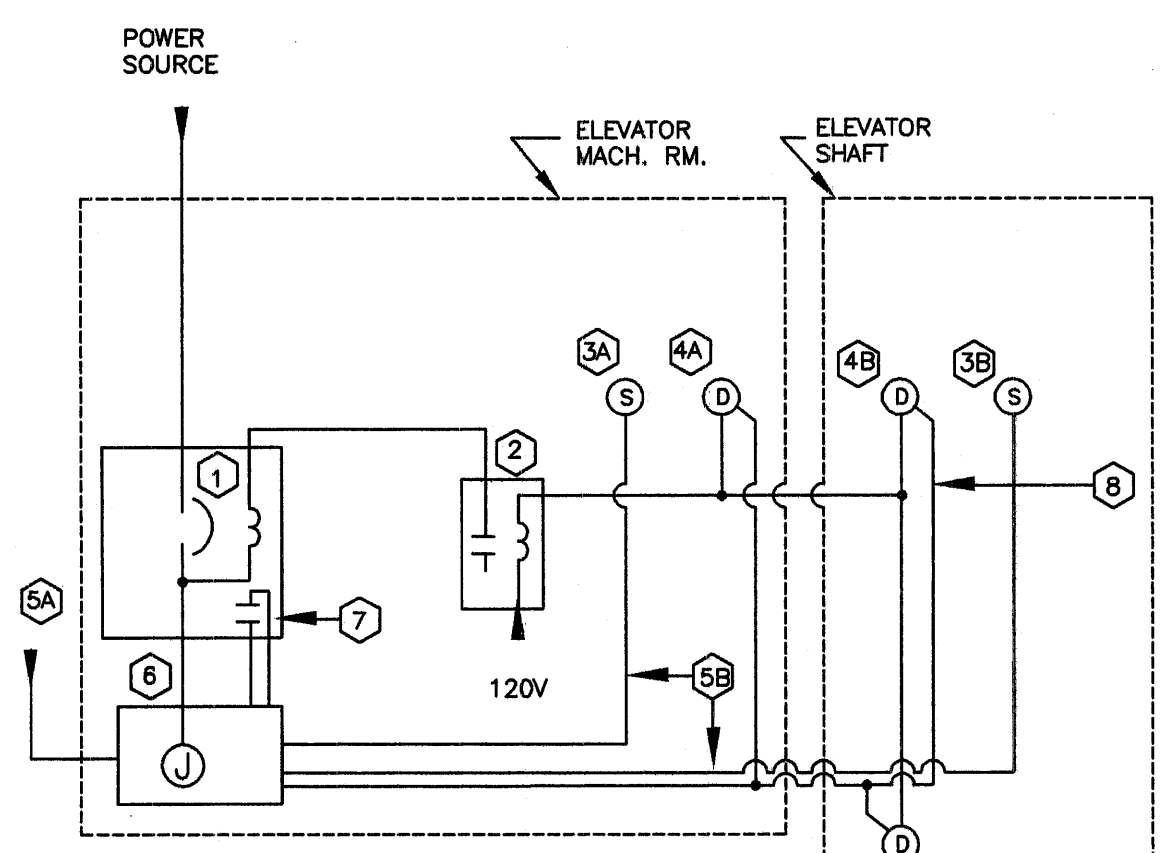 POWER
SOURCE
ELEVATOR
MACH. RM.
ELEVATOR
SHAFT
3A
4A
4B
3B
S
D
D
S
1
2
8
5A
7
6
120V
5B
J
D